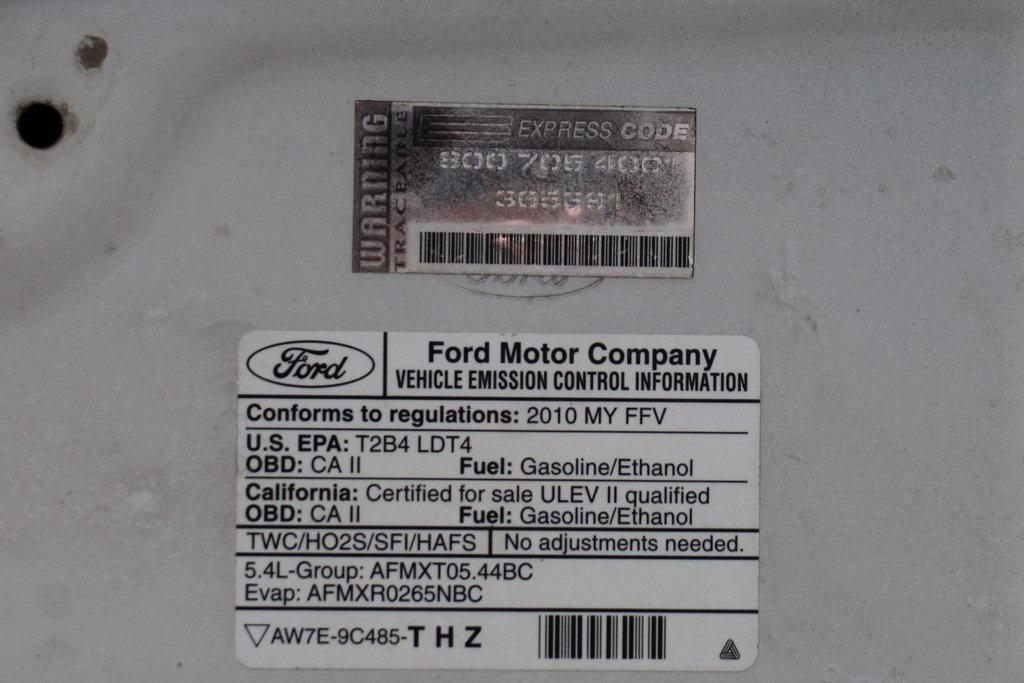 WARNING
TRACEABLE
EXPRESS CODE
800 705 4001
Ford
Ford Motor Company
VEHICLE EMISSION CONTROL INFORMATION
Conforms to regulations: 2010 MY FFV
U.S. EPA: T2B4 LDT4
OBD: CA II Fuel: Gasoline/Ethanol
California: Certified for sale ULEV II qualified
OBD: CA II Fuel: Gasoline/Ethanol
TWC/HO2S/SFI/HAFS No adjustments needed.
5.4L-Group: AFMXT05.44BC
Evap: AFMXR0265NBC
AW7E-9C485-THZ